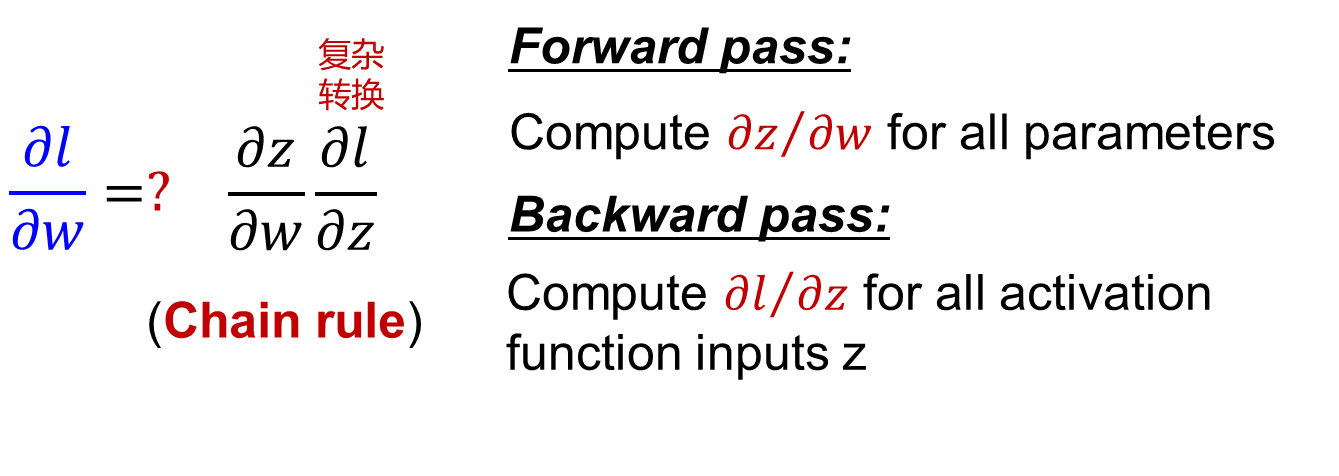 复杂
转换
∂l/∂w =? ∂z/∂w ∂l/∂z
(Chain rule)
Forward pass:
Compute ∂z/∂w for all parameters
Backward pass:
Compute ∂l/∂z for all activation
function inputs z